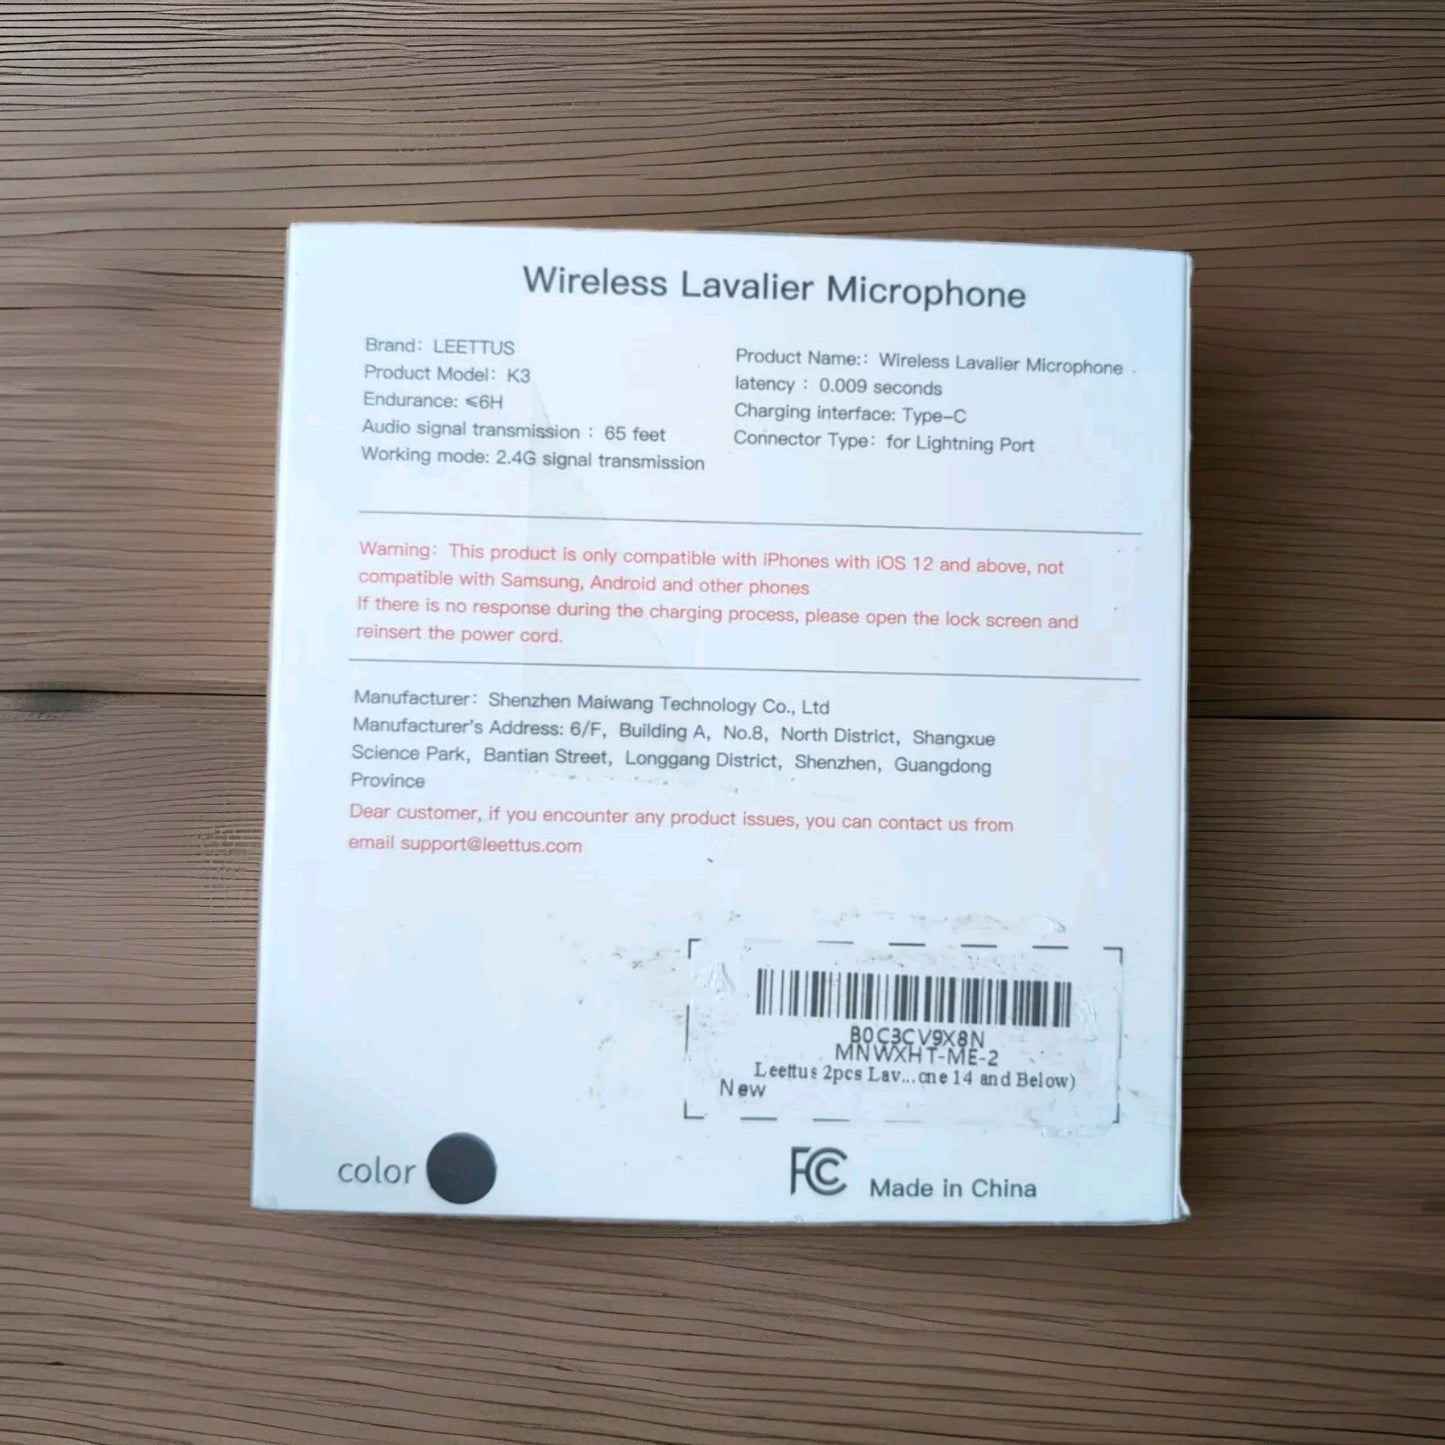 Wireless Lavalier Microphone
Brand: LEETTUS
Product Model: K3
Endurance: ≤6H
Audio signal transmission : 65 feet
Working mode: 2.4G signal transmission
Product Name:: Wireless Lavalier Microphone
latency : 0.009 seconds
Charging interface: Type-C
Connector Type: for Lightning Port
Warning: This product is only compatible with iPhones with iOS 12 and above, not
compatible with Samsung, Android and other phones
If there is no response during the charging process, please open the lock screen and
reinsert the power cord.
Manufacturer: Shenzhen Maiwang Technology Co., Ltd
Manufacturer's Address: 6/F, Building A, No.8, North District, Shangxue
Science Park, Bantian Street, Longgang District, Shenzhen, Guangdong
Province
Dear customer, if you encounter any product issues, you can contact us from
email support@leettus.com
B0C3CV9X8N
MNWXHT-ME-2
Leettus 2pcs Lav...one 14 and Below)
New
color
FC Made in China